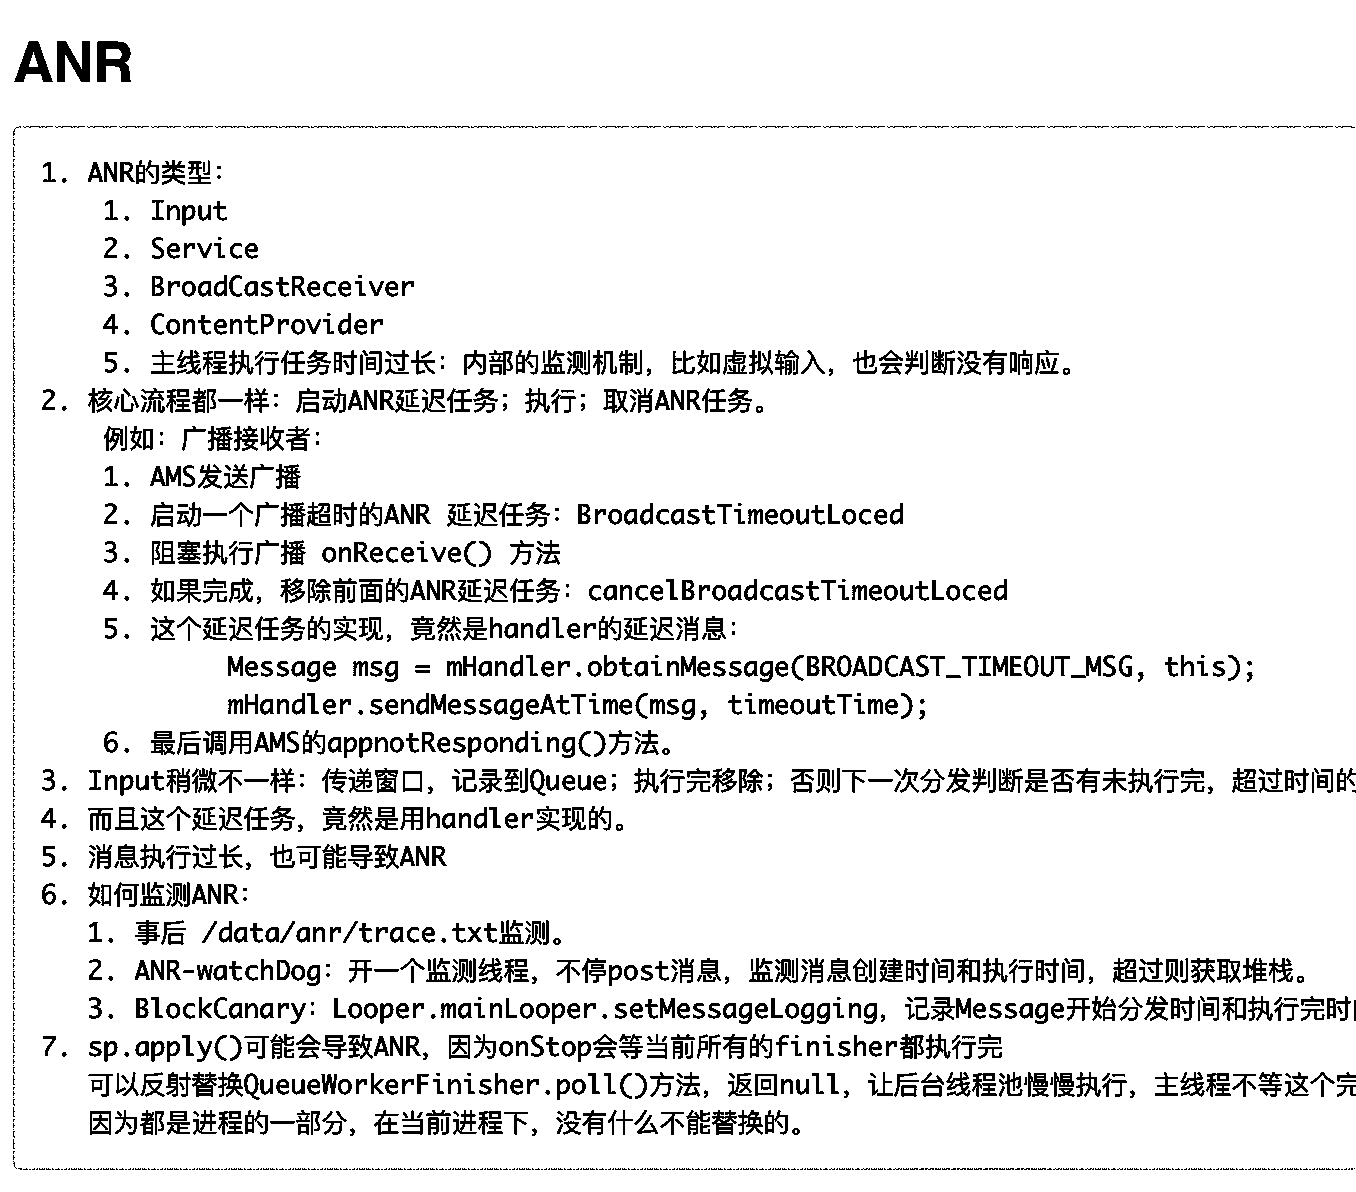 ANR
1. ANR的类型：
1. Input
2. Service
3. BroadCastReceiver
4. ContentProvider
5. 主线程执行任务时间过长：内部的监测机制，比如虚拟输入，也会判断没有响应。
2. 核心流程都一样：启动ANR延迟任务；执行；取消ANR任务。
例如：广播接收者：
1. AMS发送广播
2. 启动一个广播超时的ANR 延迟任务：BroadcastTimeoutLoced
3. 阻塞执行广播 onReceive() 方法
4. 如果完成，移除前面的ANR延迟任务：cancelBroadcastTimeoutLoced
5. 这个延迟任务的实现，竟然是handler的延迟消息：
Message msg = mHandler.obtainMessage(BROADCAST_TIMEOUT_MSG, this);
mHandler.sendMessageAtTime(msg, timeoutTime);
6. 最后调用AMS的appnotResponding()方法。
3. Input稍微不一样：传递窗口，记录到Queue；执行完移除；否则下一次分发判断是否有未执行完，超过时间的
4. 而且这个延迟任务，竟然是用handler实现的。
5. 消息执行过长，也可能导致ANR
6. 如何监测ANR：
1. 事后 /data/anr/trace.txt监测。
2. ANR-watchDog：开一个监测线程，不停post消息，监测消息创建时间和执行时间，超过则获取堆栈。
3. BlockCanary：Looper.mainLooper.setMessageLogging，记录Message开始分发时间和执行完时
7. sp.apply()可能会导致ANR，因为onStop会等当前所有的finisher都执行完
可以反射替换QueueWorkerFinisher.poll()方法，返回null，让后台线程池慢慢执行，主线程不等这个完
因为都是进程的一部分，在当前进程下，没有什么不能替换的。